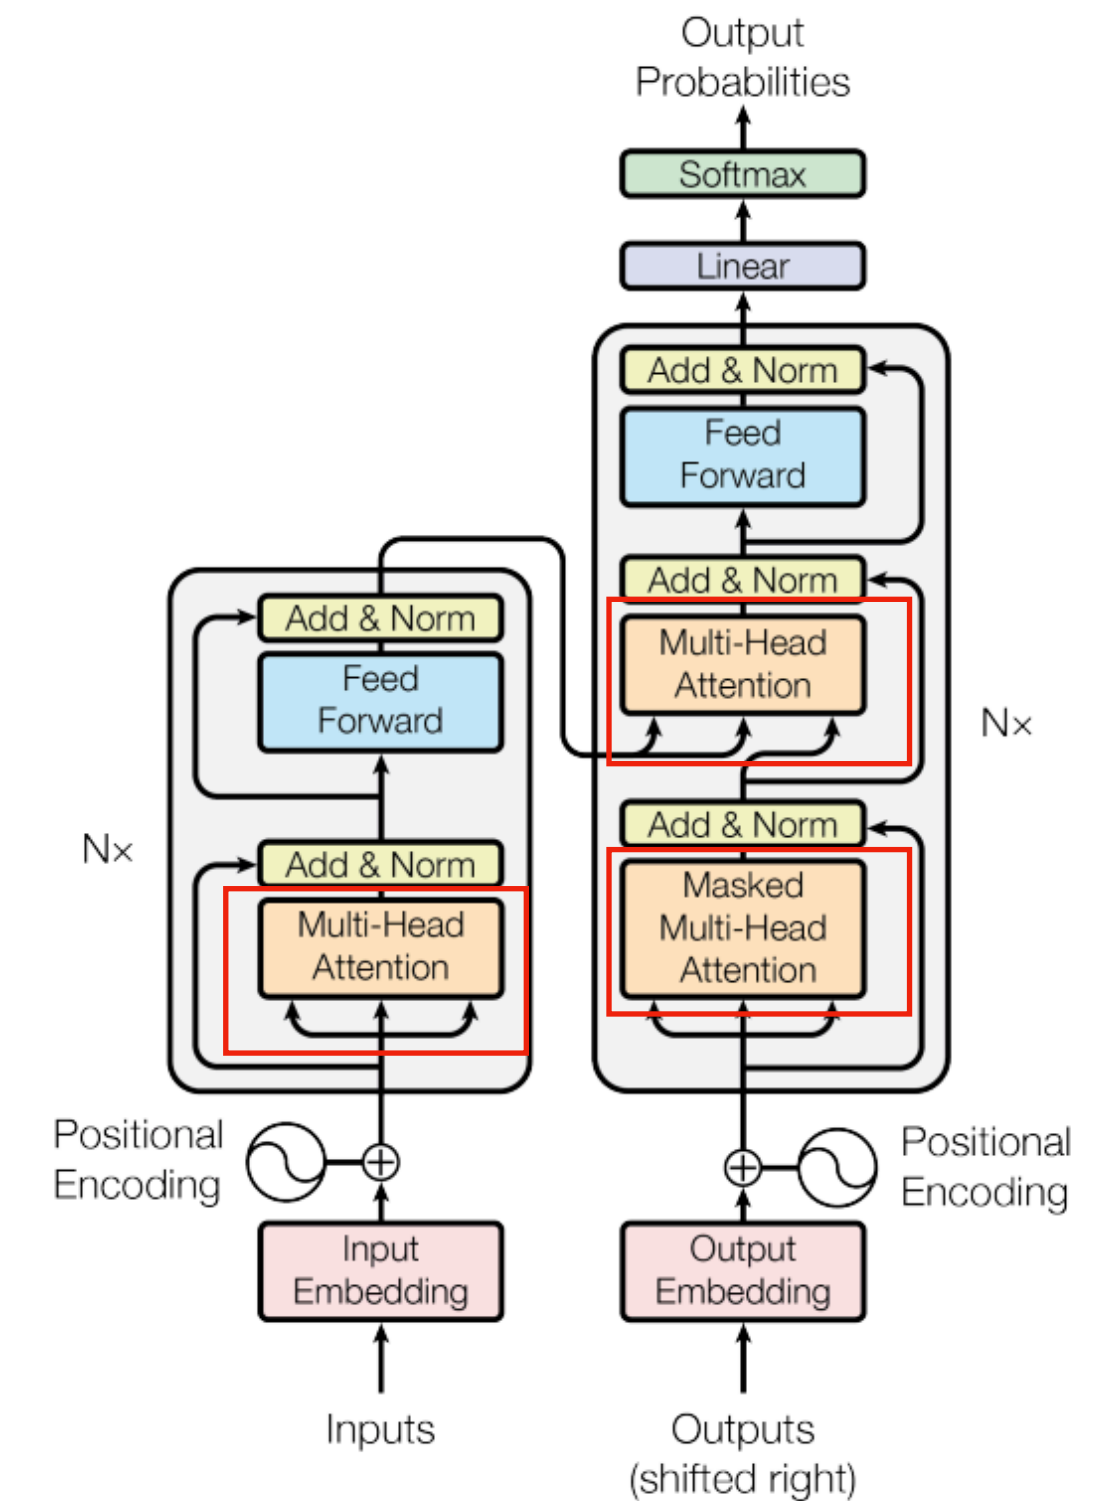 Output
Probabilities
Softmax
Linear
Add & Norm
Feed
Forward
Add & Norm
Multi-Head
Attention
Add & Norm
Masked
Multi-Head
Attention
N×
Positional
Encoding
Output
Embedding
Outputs
(shifted right)
Add & Norm
Feed
Forward
Add & Norm
Multi-Head
Attention
N×
Positional
Encoding
Input
Embedding
Inputs